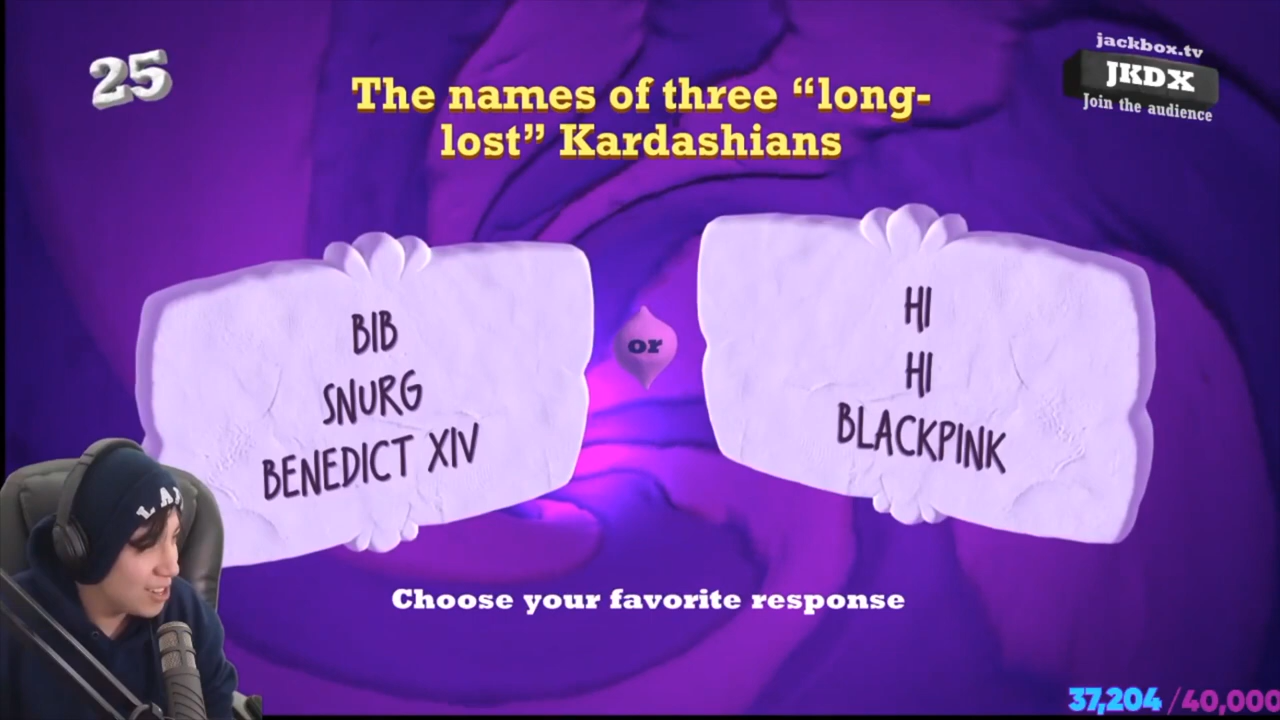 25
jackbox.tv
JKDX
Join the audience
The names of three “long-
lost” Kardashians
BIB
SNURG
BENEDICT XIV
or
HI
HI
BLACKPINK
Choose your favorite response
37,204 /40,000